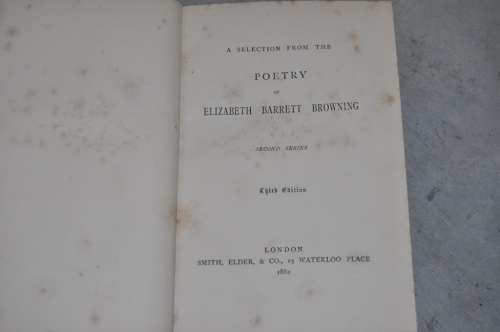 A SELECTION FROM THE
POETRY
OF
ELIZABETH BARRETT BROWNING
SECOND SERIES
Third Edition
LONDON
SMITH, ELDER, & CO., 15 WATERLOO PLACE